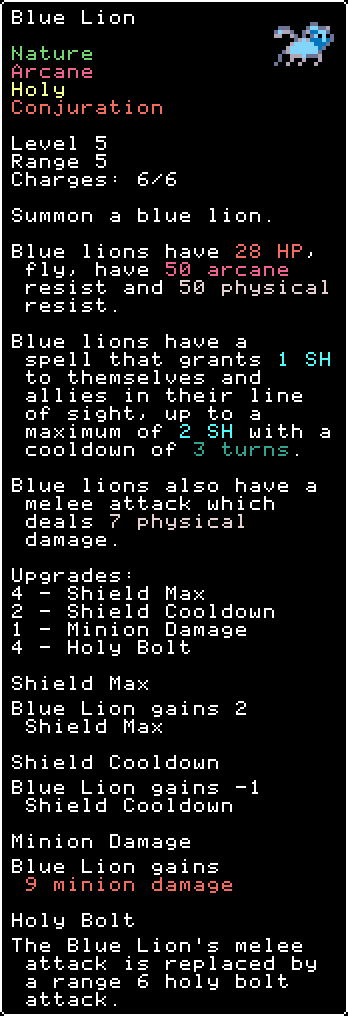 Blue Lion
Nature
Arcane
Holy
Conjuration
Level 5
Range 5
Charges: 6/6
Summon a blue lion.
Blue lions have 28 HP,
fly, have 50 arcane
resist and 50 physical
resist.
Blue lions have a
spell that grants 1 SH
to themselves and
allies in their line
of sight, up to a
maximum of 2 SH with a
cooldown of 3 turns.
Blue lions also have a
melee attack which
deals 7 physical
damage.
Upgrades:
4 - Shield Max
2 - Shield Cooldown
1 - Minion Damage
4 - Holy Bolt
Shield Max
Blue Lion gains 2
Shield Max
Shield Cooldown
Blue Lion gains -1
Shield Cooldown
Minion Damage
Blue Lion gains
9 minion damage
Holy Bolt
The Blue Lion's melee
attack is replaced by
a range 6 holy bolt
attack.